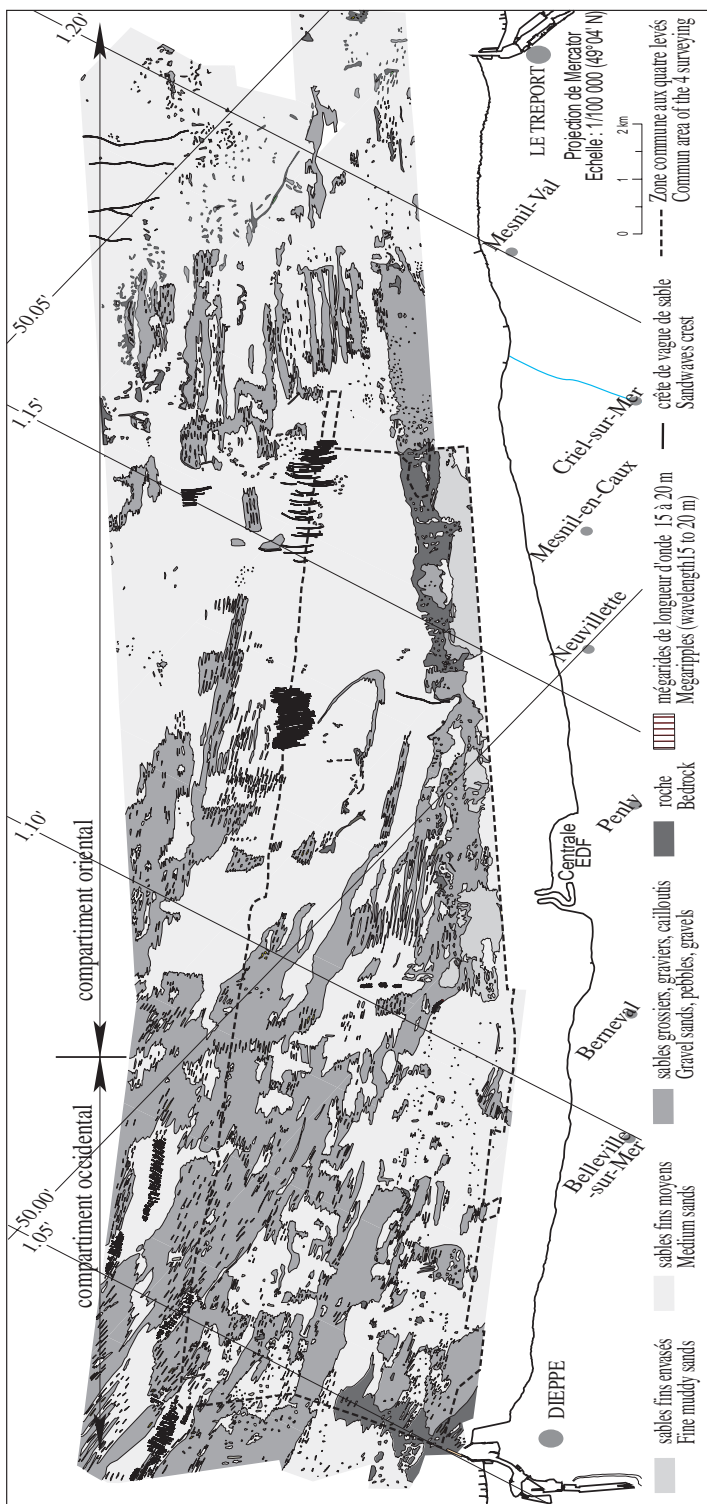 compartiment occidental
compartiment oriental
1.05'
50.00'
1.10'
1.15'
50.05'
1.20'
DIEPPE
Belleville
-sur-Mer
Berneval
Centrale
EDF
Penly
Neuvillette
Mesnil-en-Caux
Criel-sur-Mer
Mesnil-Val
LE TREPORT
Projection de Mercator
Echelle : 1/100 000 (49°04' N)
0 1 2 km
sables fins envasés
Fine muddy sands
sables fins moyens
Medium sands
sables grossiers, graviers, cailloutis
Gravel sands, pebbles, gravels
roche
Bedrock
mégarides de longueur d'onde 15 à 20 m
Megaripples (wavelength15 to 20 m)
crête de vague de sable
Sandwaves crest
Zone commune aux quatre levés
Commun area of the 4 surveying